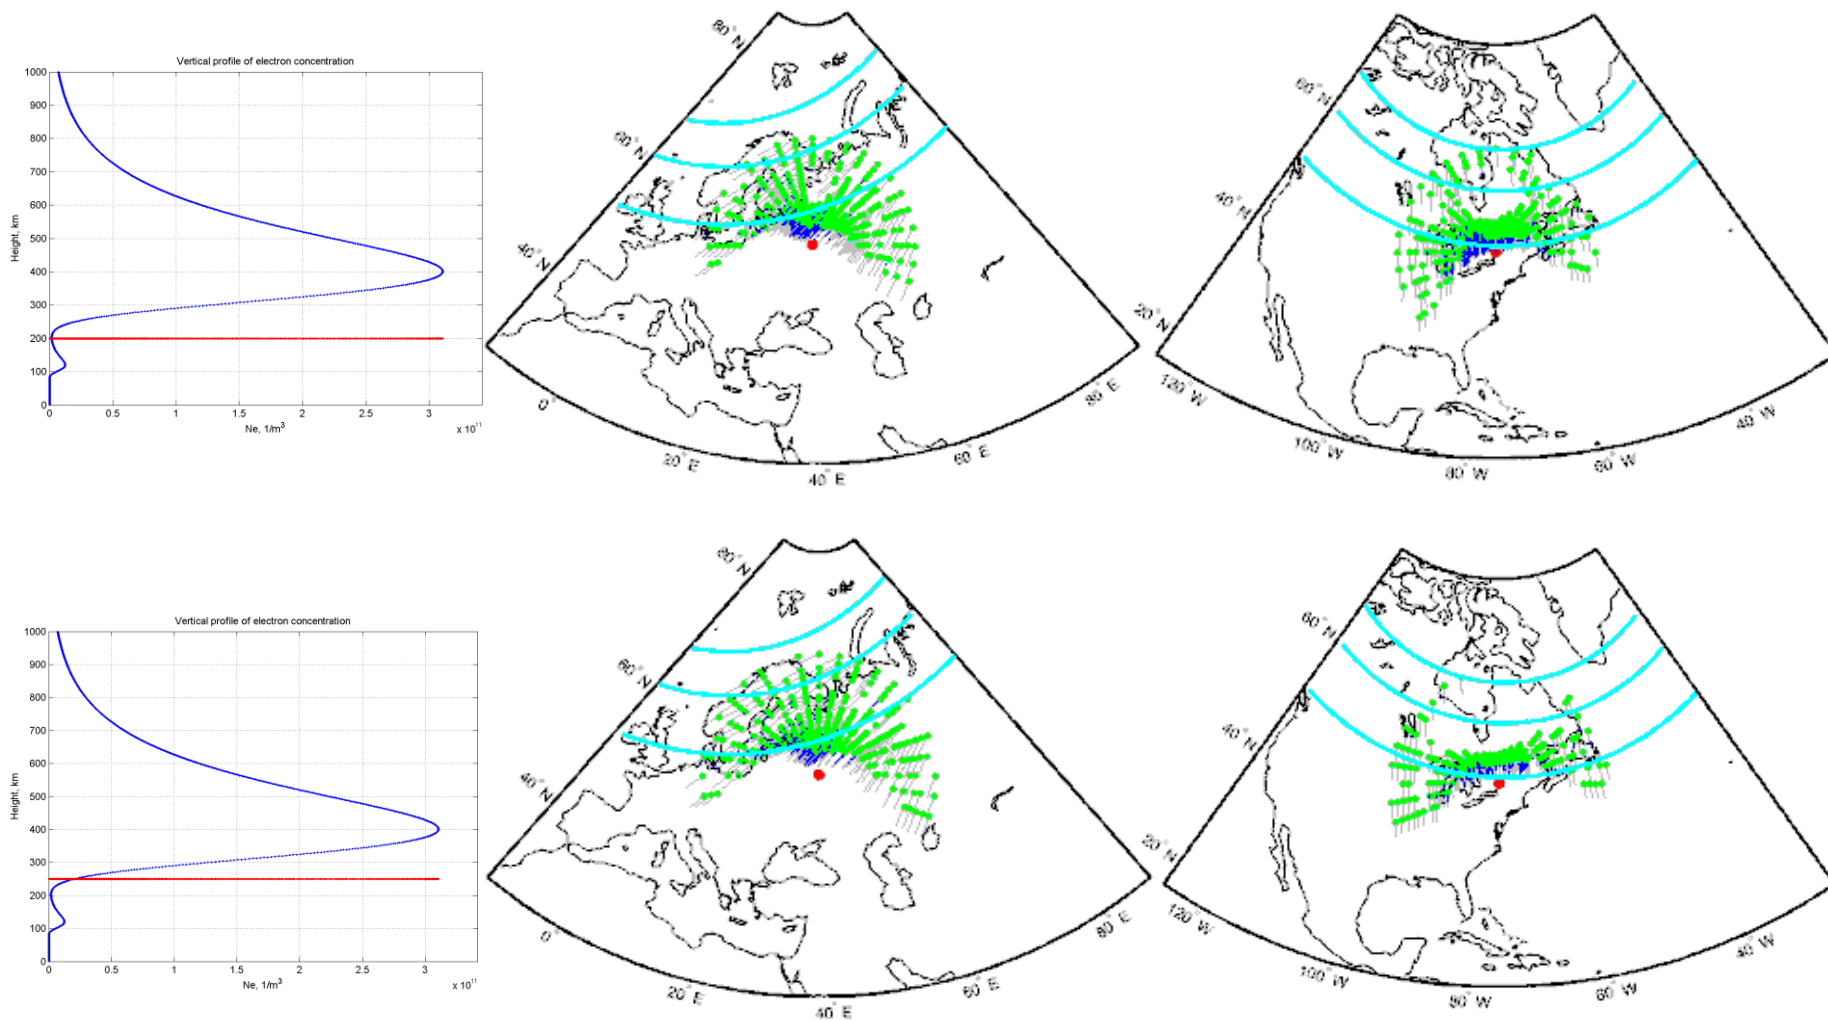 Vertical profile of electron concentration
1000
900
800
700
600
500
400
300
200
100
0
Height, km
0 0.5 1 1.5 2 2.5 3
Ne, 1/m³ x 10¹¹
80° N
60° N
40° N
0°
20° E
40° E
60° E
80° E
60° N
40° N
20° N
120° W
100° W
80° W
60° W
40° W
Vertical profile of electron concentration
1000
900
800
700
600
500
400
300
200
100
0
Height, km
0 0.5 1 1.5 2 2.5 3
Ne, 1/m³ x 10¹¹
80° N
60° N
40° N
0°
20° E
40° E
60° E
80° E
60° N
40° N
20° N
120° W
100° W
80° W
60° W
40° W